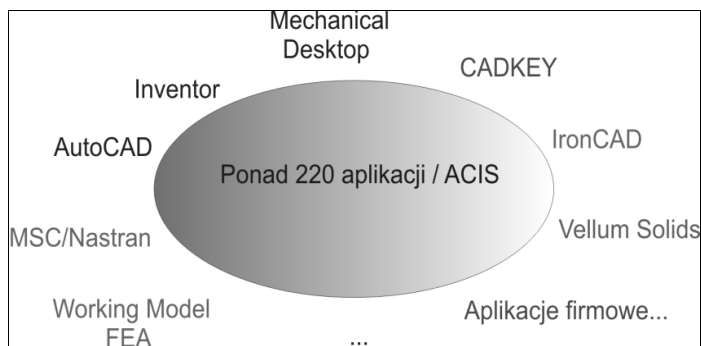 Mechanical
Desktop
CADKEY
Inventor
IronCAD
AutoCAD
Ponad 220 aplikacji / ACIS
Vellum Solids
MSC/Nastran
Working Model
FEA
Aplikacje firmowe...
...